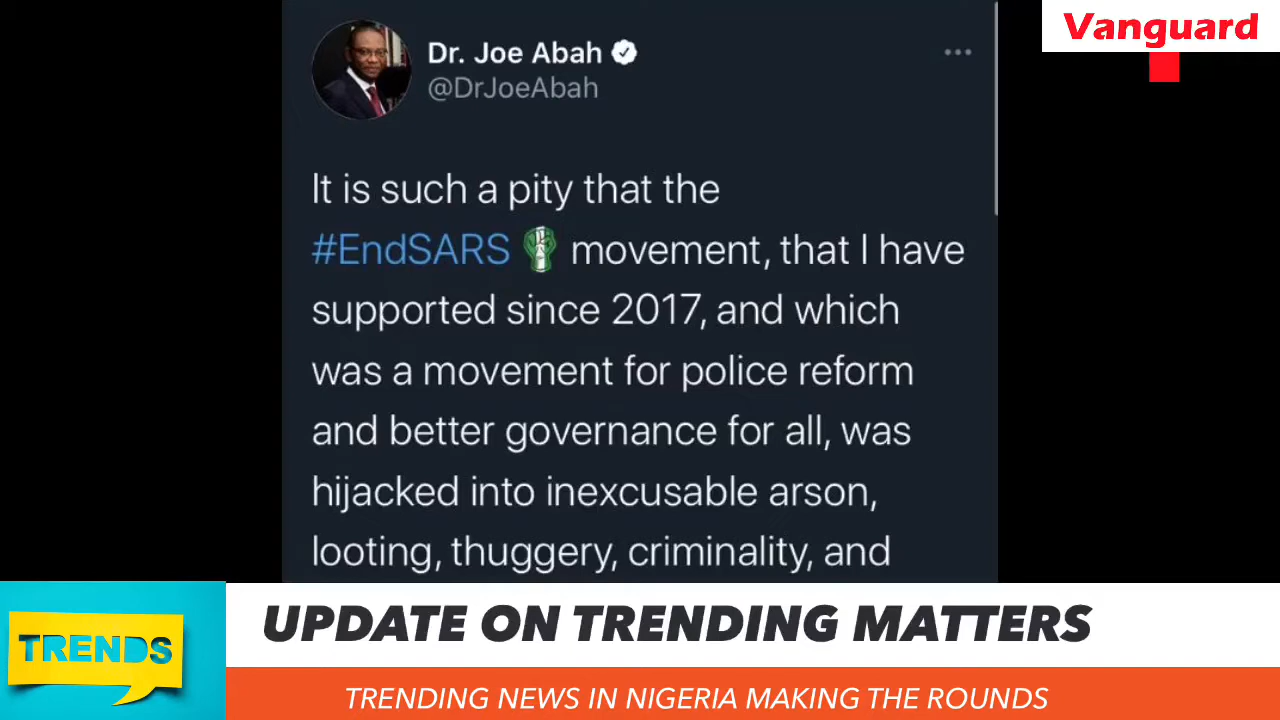 Vanguard
Dr. Joe Abah
@DrJoeAbah
It is such a pity that the
#EndSARS movement, that I have
supported since 2017, and which
was a movement for police reform
and better governance for all, was
hijacked into inexcusable arson,
looting, thuggery, criminality, and
TRENDS
UPDATE ON TRENDING MATTERS
TRENDING NEWS IN NIGERIA MAKING THE ROUNDS